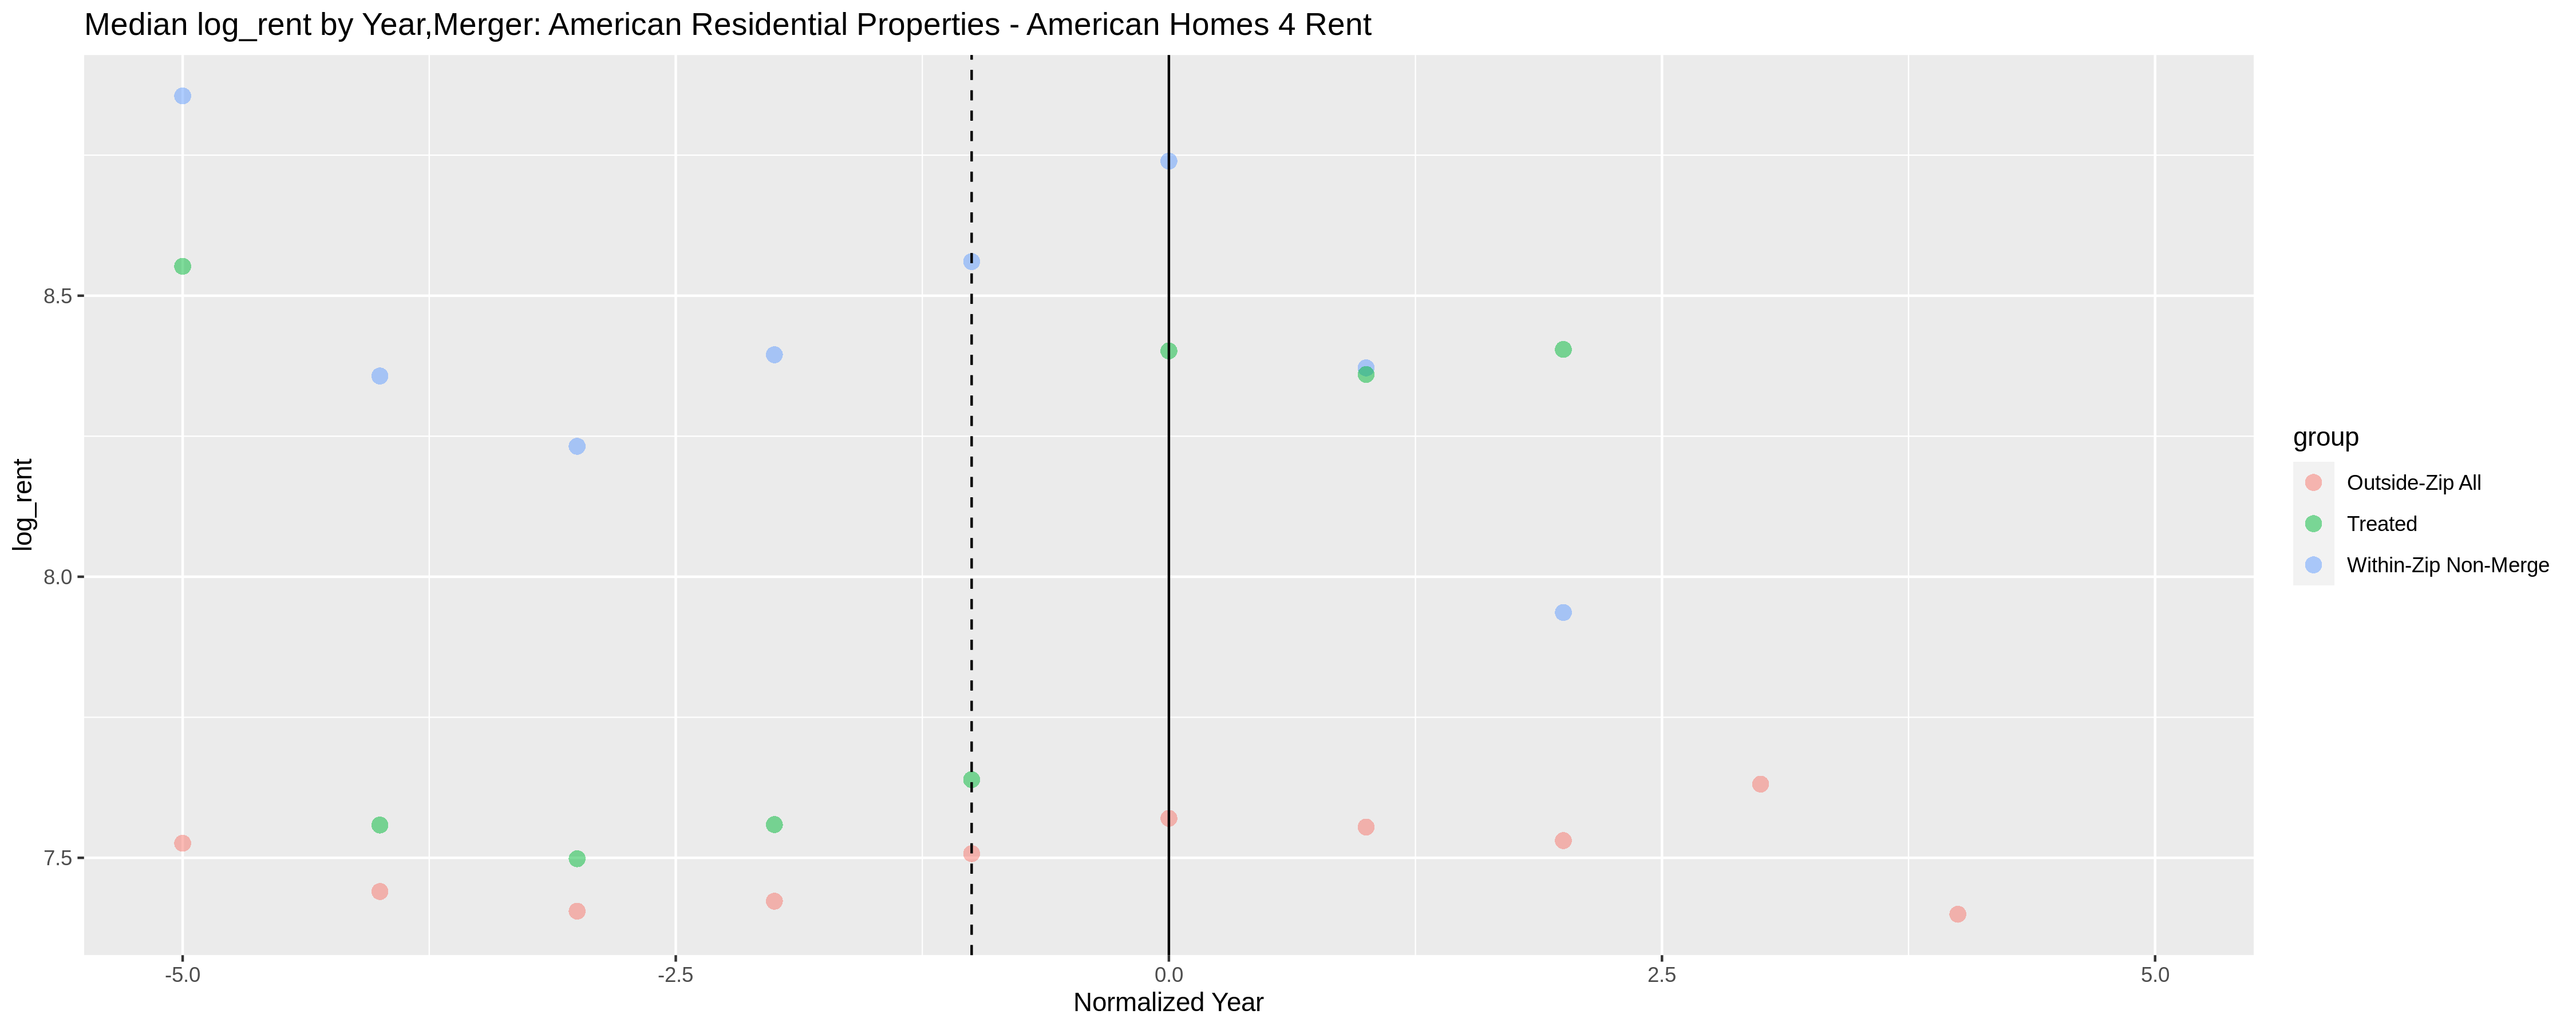 Median log_rent by Year,Merger: American Residential Properties - American Homes 4 Rent
log_rent
8.5
8.0
7.5
-5.0
-2.5
0.0
2.5
5.0
Normalized Year
group
Outside-Zip All
Treated
Within-Zip Non-Merge